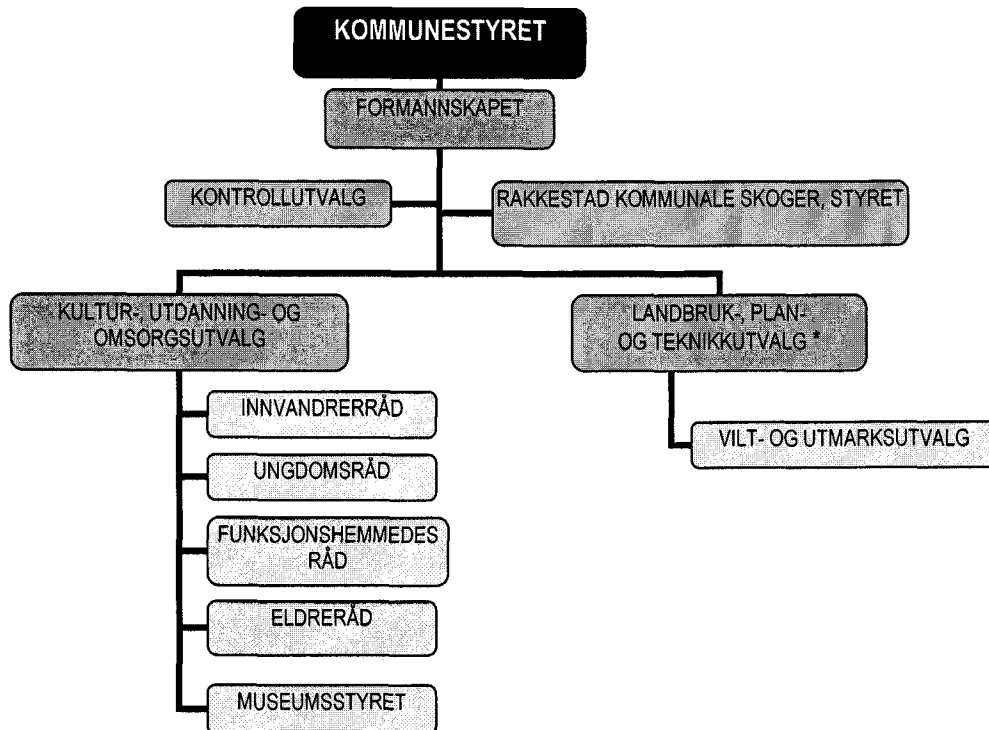 KOMMUNESTYRET
FORMANNSKAPET
KONTROLLUTVALG
RAKKESTAD KOMMUNALE SKOGER, STYRET
KULTUR-, UTDANNING- OG
OMSORGSUTVALG
LANDBRUK-, PLAN-
OG TEKNIKKUTVALG *
INNVANDRERRÅD
VILT- OG UTMARKSUTVALG
UNGDOMSRÅD
FUNKSJONSHEMMEDES
RÅD
ELDRERÅD
MUSEUMSSTYRET